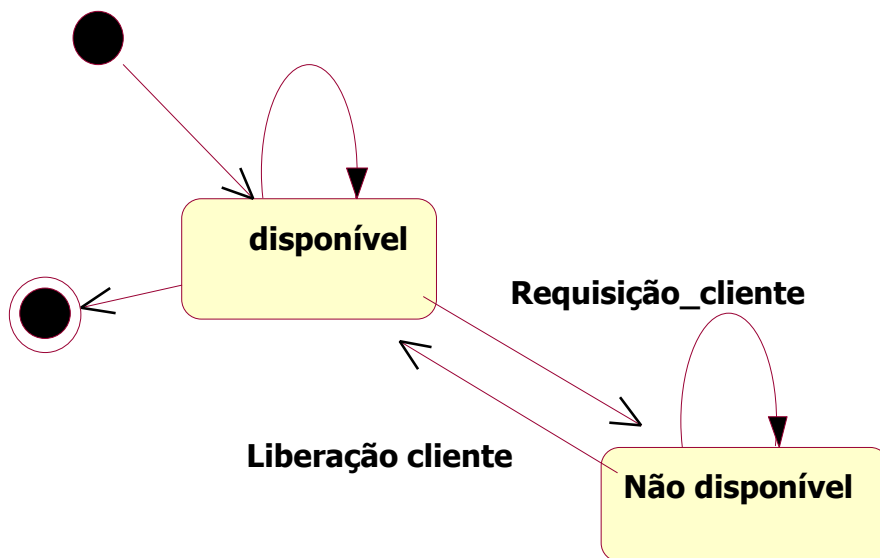 disponível
Requisição_cliente
Liberação cliente
Não disponível